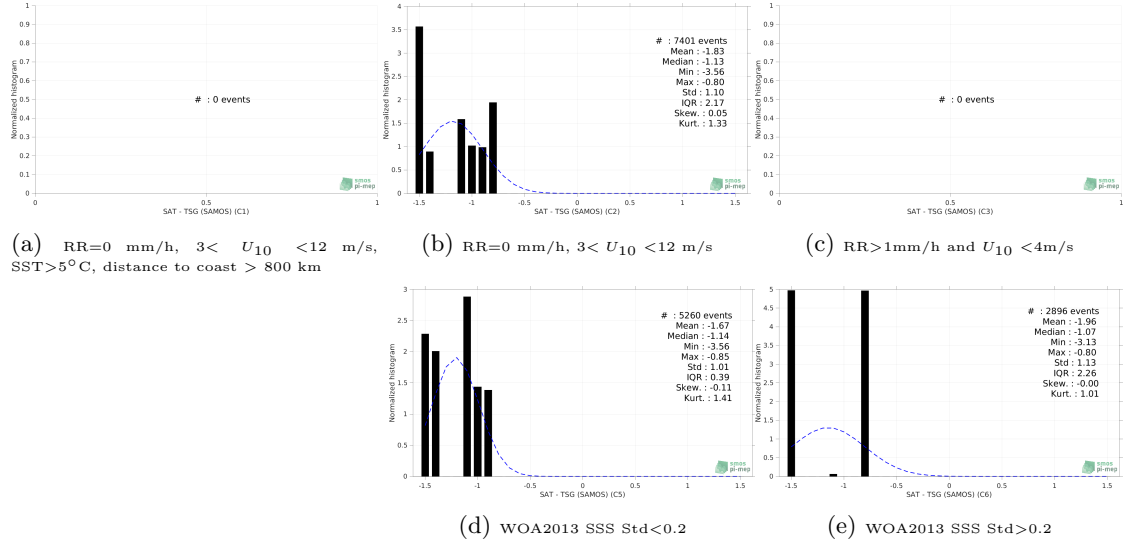 Normalized histogram
1
0.9
0.8
0.7
0.6
0.5
0.4
0.3
0.2
0.1
0
# : 0 events
0 0.5 1
SAT - TSG (SAMOS) (C1)
smos
pi-mep
(a) RR=0 mm/h, 3< U10 <12 m/s,
SST>5°C, distance to coast > 800 km
Normalized histogram
4
3.5
3
2.5
2
1.5
1
0.5
0
# : 7401 events
Mean : -1.83
Median : -1.13
Min : -3.56
Max : -0.80
Std : 1.10
IQR : 2.17
Skew. : 0.05
Kurt. : 1.33
-1.5 -1 -0.5 0 0.5 1 1.5
SAT - TSG (SAMOS) (C2)
smos
pi-mep
(b) RR=0 mm/h, 3< U10 <12 m/s
Normalized histogram
1
0.9
0.8
0.7
0.6
0.5
0.4
0.3
0.2
0.1
0
# : 0 events
0 0.5 1
SAT - TSG (SAMOS) (C3)
smos
pi-mep
(c) RR>1mm/h and U10 <4m/s
Normalized histogram
3
2.5
2
1.5
1
0.5
0
# : 5260 events
Mean : -1.67
Median : -1.14
Min : -3.56
Max : -0.85
Std : 1.01
IQR : 0.39
Skew. : -0.11
Kurt. : 1.41
-1.5 -1 -0.5 0 0.5 1 1.5
SAT - TSG (SAMOS) (C5)
smos
pi-mep
(d) WOA2013 SSS Std<0.2
Normalized histogram
5
4.5
4
3.5
3
2.5
2
1.5
1
0.5
0
# : 2896 events
Mean : -1.96
Median : -1.07
Min : -3.13
Max : -0.80
Std : 1.13
IQR : 2.26
Skew. : -0.00
Kurt. : 1.01
-1.5 -1 -0.5 0 0.5 1 1.5
SAT - TSG (SAMOS) (C6)
smos
pi-mep
(e) WOA2013 SSS Std>0.2